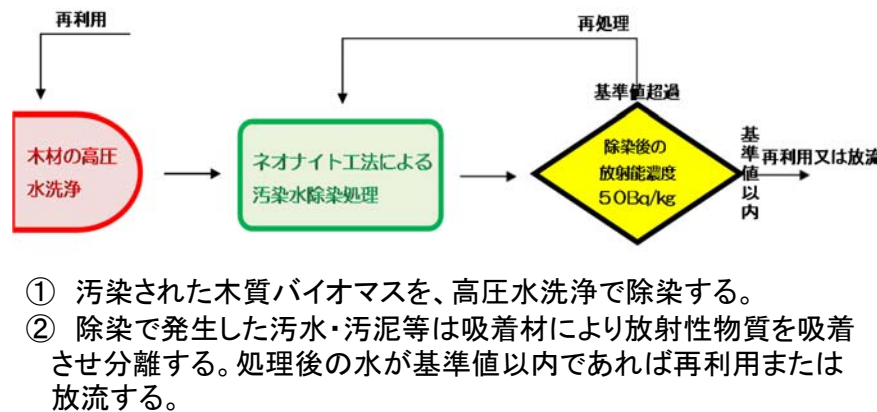 再利用
再処理
基準値超過
木材の高圧
水洗浄
ネオナイト工法による
汚染水除染処理
除染後の
放射能濃度
50Bq/kg
基準値以内
再利用又は放流
① 汚染された木質バイオマスを、高圧水洗浄で除染する。
② 除染で発生した汚水・汚泥等は吸着材により放射性物質を吸着
させ分離する。処理後の水が基準値以内であれば再利用または
放流する。